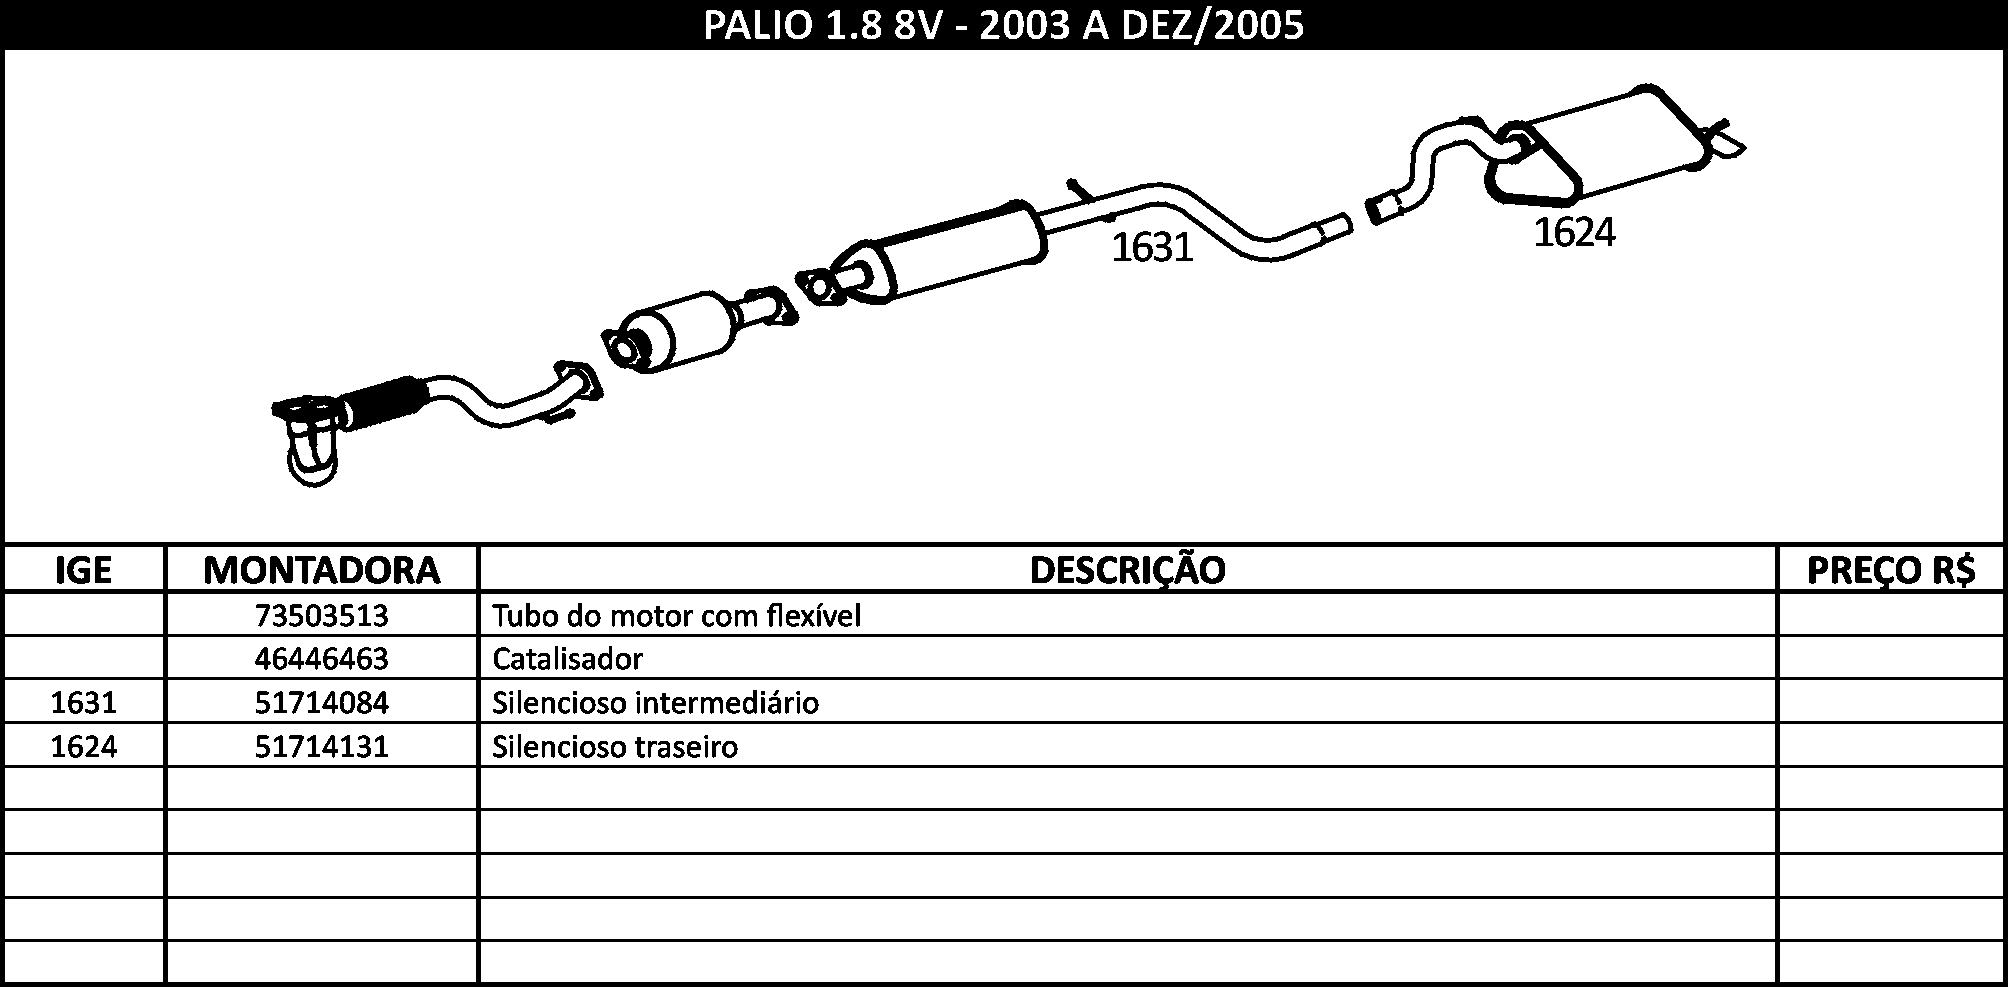 PALIO 1.8 8V - 2003 A DEZ/2005
1631
1624
IGE MONTADORA DESCRIÇÃO PREÇO R$
73503513 Tubo do motor com flexível
46446463 Catalisador
1631 51714084 Silencioso intermediário
1624 51714131 Silencioso traseiro